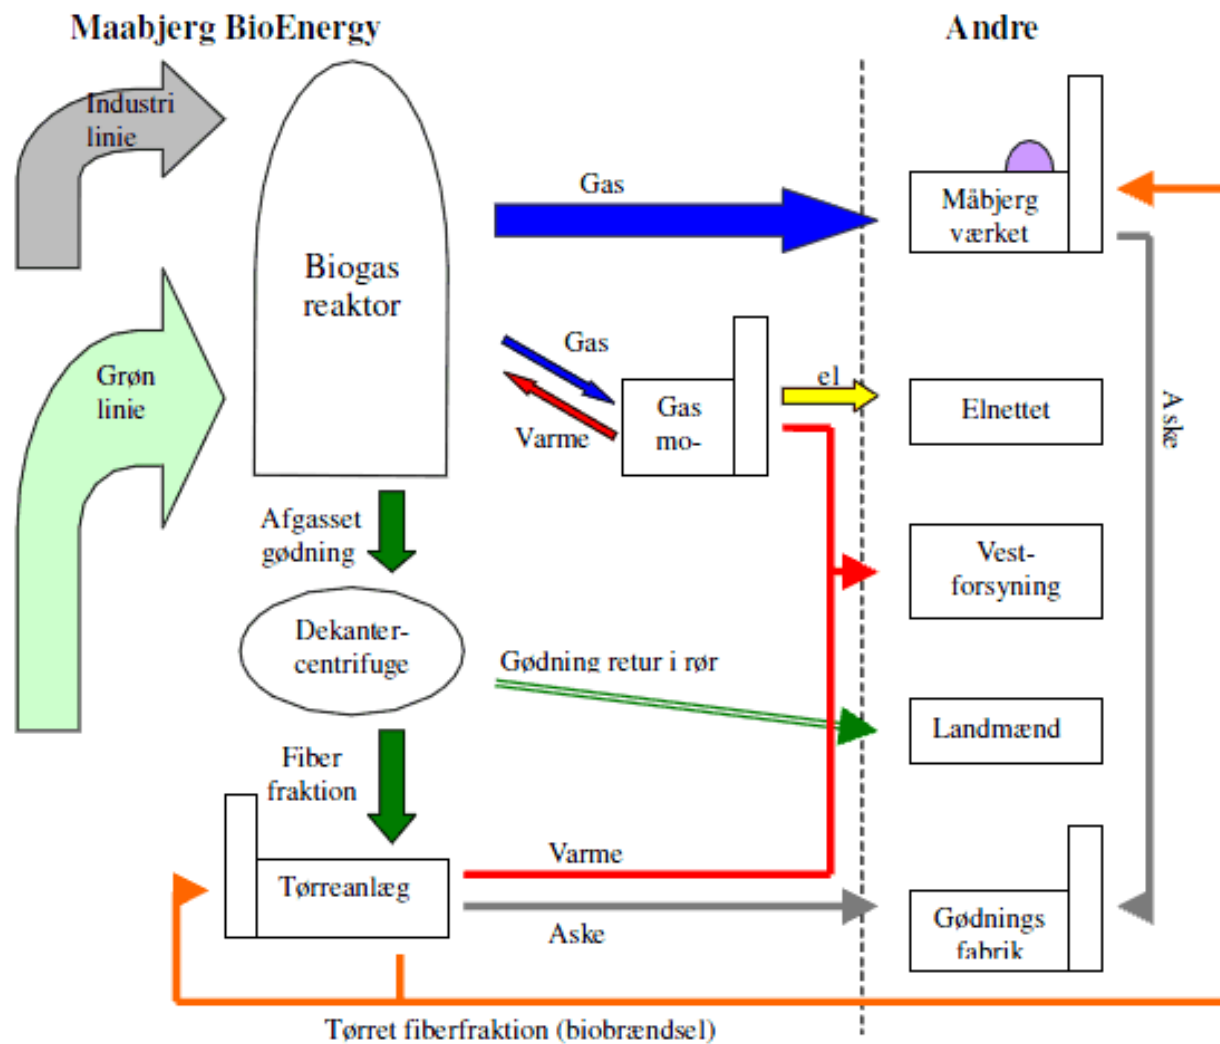 Maabjerg BioEnergy
Andre
Industri
linie
Gas
Måbjerg
værket
Biogas
reaktor
Grøn
linie
Gas
Varme
Gas
mo-
el
Elnettet
Aske
Afgasset
gødning
Vest-
forsyning
Dekanter-
centrifuge
Gødning retur i rør
Landmænd
Fiber
fraktion
Varme
Tørreanlæg
Aske
Gødnings
fabrik
Tørret fiberfraktion (biobrændsel)